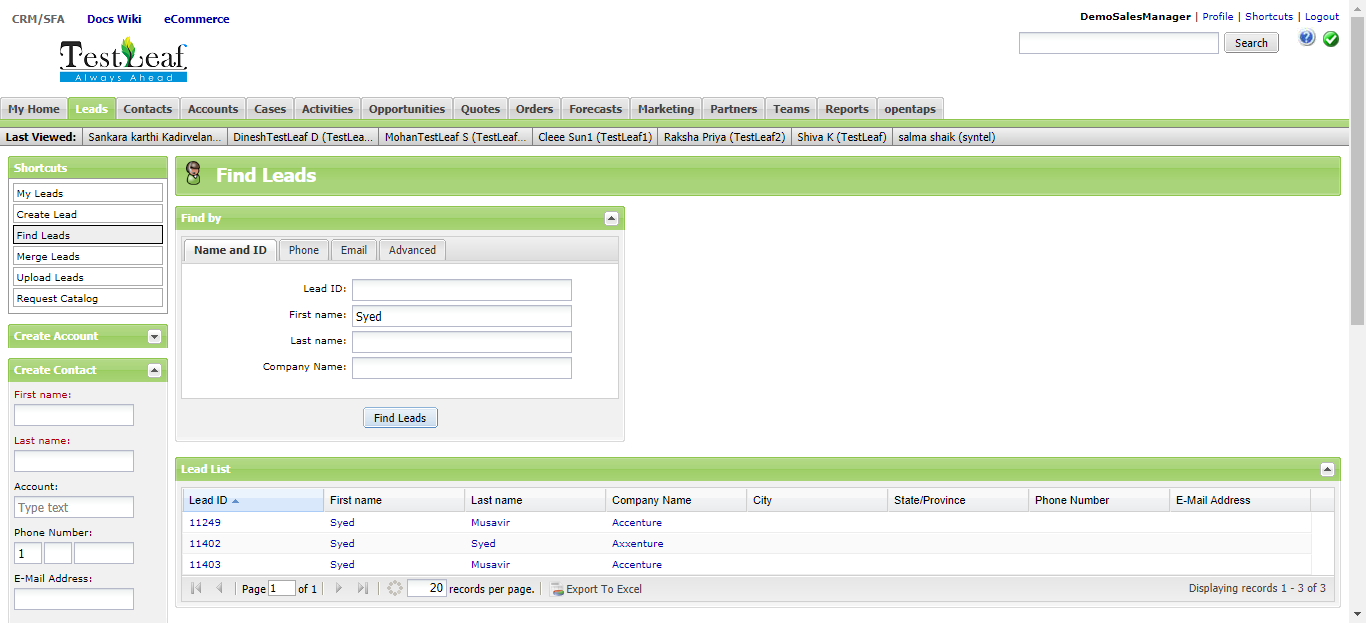 CRM/SFA Docs Wiki eCommerce
DemoSalesManager | Profile | Shortcuts | Logout
Search
TestLeaf
Always Ahead
My Home Leads Contacts Accounts Cases Activities Opportunities Quotes Orders Forecasts Marketing Partners Teams Reports opentaps
Last Viewed: Sankara karthi Kadirvelan... DineshTestLeaf D (TestLea... MohanTestLeaf S (TestLeaf... Cleee Sun1 (TestLeaf1) Raksha Priya (TestLeaf2) Shiva K (TestLeaf) salma shaik (syntel)
Shortcuts
My Leads
Create Lead
Find Leads
Merge Leads
Upload Leads
Request Catalog
Create Account
Create Contact
First name:
Last name:
Account:
Type text
Phone Number:
1
E-Mail Address:
Find Leads
Find by
Name and ID Phone Email Advanced
Lead ID:
First name: Syed
Last name:
Company Name:
Find Leads
Lead List
Lead ID First name Last name Company Name City State/Province Phone Number E-Mail Address
11249 Syed Musavir Accenture
11402 Syed Syed Axxenture
11403 Syed Musavir Accenture
Page 1 of 1 20 records per page. Export To Excel Displaying records 1 - 3 of 3